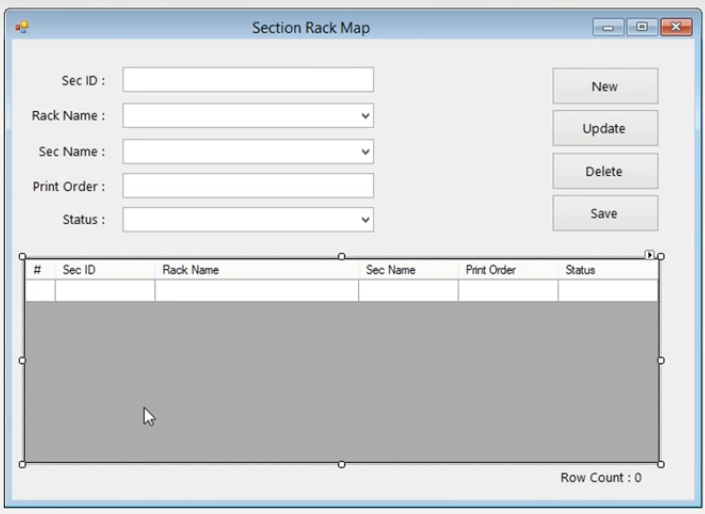 Section Rack Map
Sec ID :
New
Rack Name :
Update
Sec Name :
Delete
Print Order :
Save
Status :
# Sec ID Rack Name Sec Name Print Order Status
Row Count : 0